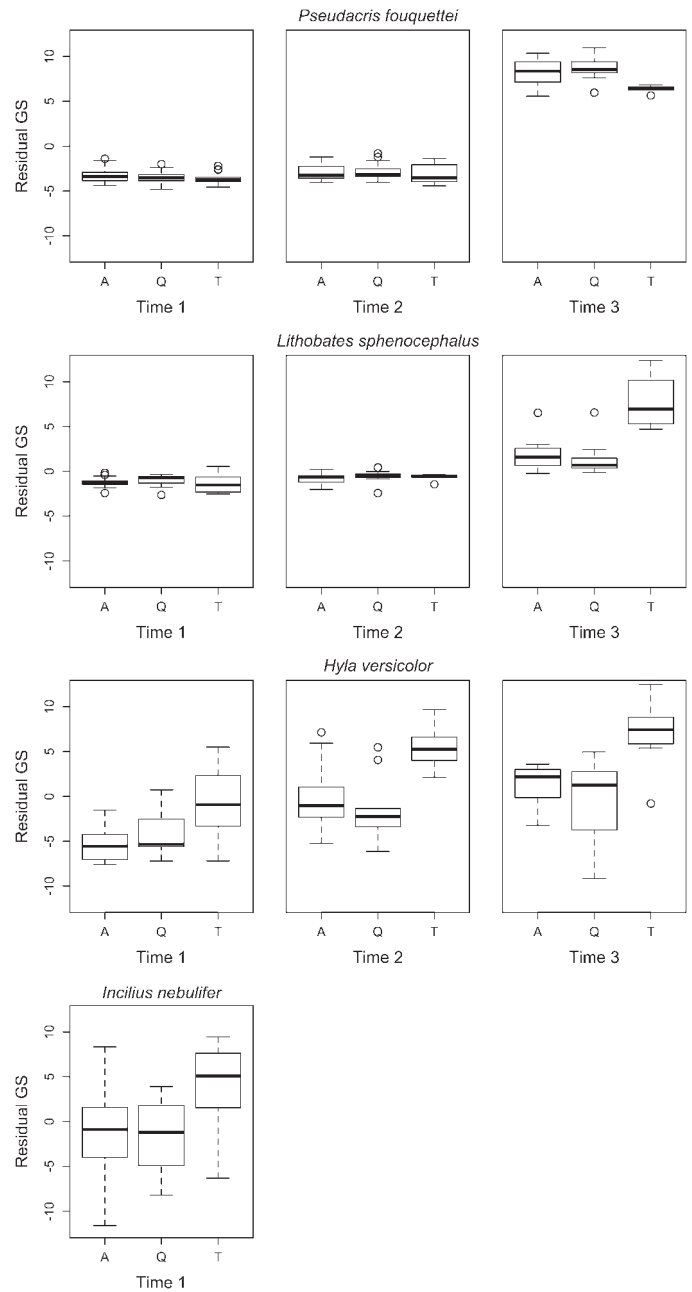 Pseudacris fouquettei
Residual GS
10
5
0
-5
-10
A Q T
A Q T
A Q T
Time 1
Time 2
Time 3
Lithobates sphenocephalus
Residual GS
10
5
0
-5
-10
A Q T
A Q T
A Q T
Time 1
Time 2
Time 3
Hyla versicolor
Residual GS
10
5
0
-5
-10
A Q T
A Q T
A Q T
Time 1
Time 2
Time 3
Incilius nebulifer
Residual GS
10
5
0
-5
-10
A Q T
Time 1